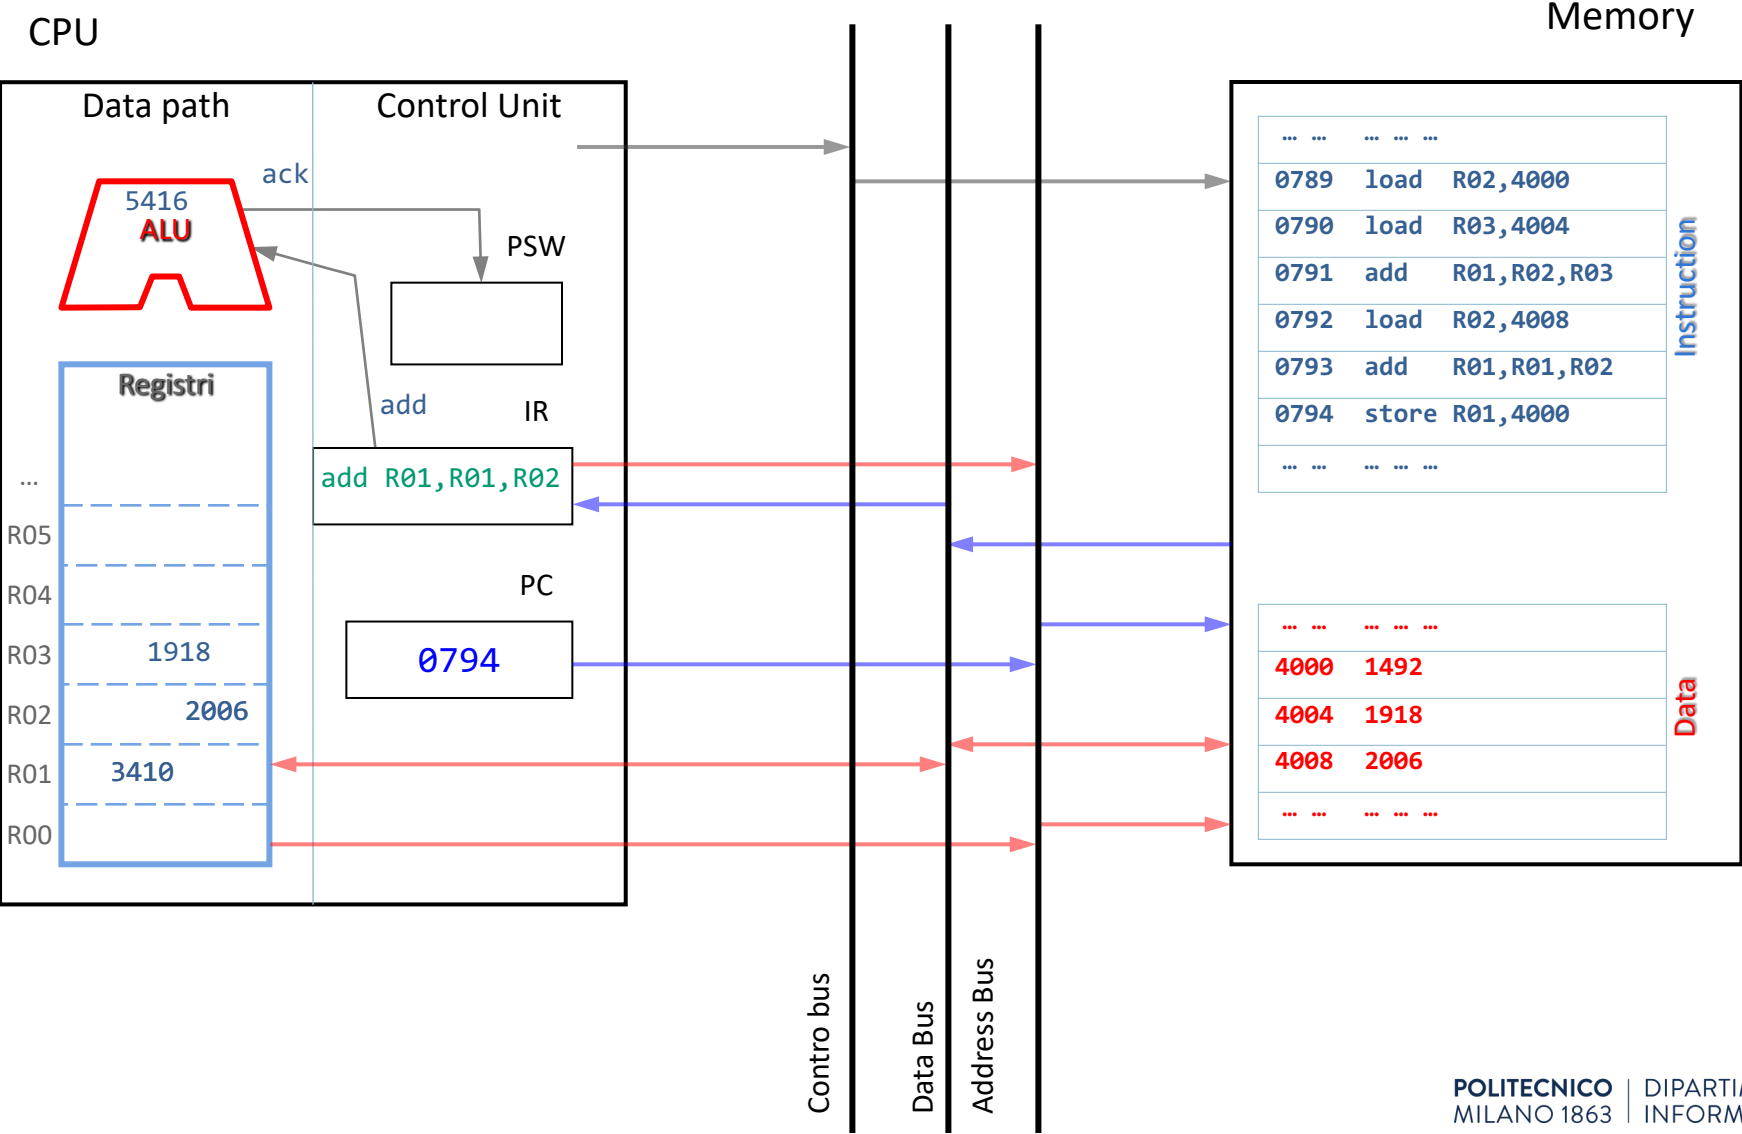 CPU
Memory
Data path
Control Unit
ack
5416
ALU
PSW
Registri
add
IR
add R01,R01,R02
…
R05
R04
R03 1918
R02 2006
R01 3410
R00
PC
0794
… … … … …
0789 load R02,4000
0790 load R03,4004
0791 add R01,R02,R03
0792 load R02,4008
0793 add R01,R01,R02
0794 store R01,4000
… … … … …
Instruction
… … … … …
4000 1492
4004 1918
4008 2006
… … … … …
Data
Contro bus
Data Bus
Address Bus
POLITECNICO
MILANO 1863
DIPARTI
INFORM